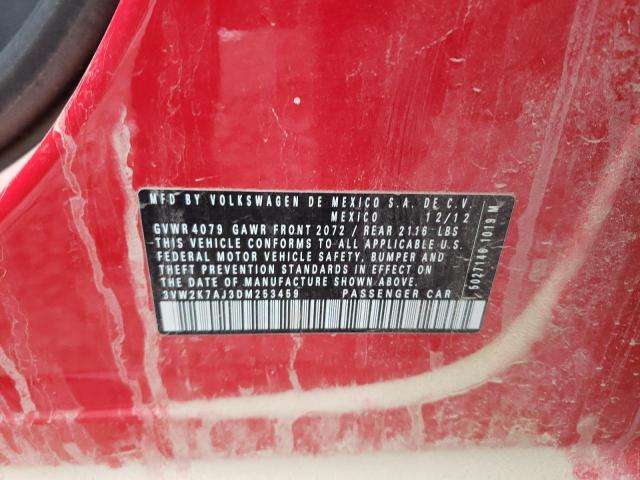 MFD BY VOLKSWAGEN DE MEXICO S.A. DE C.V.
MEXICO 12/12
GVWR 4079 GAWR FRONT 2072 / REAR 2116 LBS
THIS VEHICLE CONFORMS TO ALL APPLICABLE U.S.
FEDERAL MOTOR VEHICLE SAFETY, BUMPER AND
THEFT PREVENTION STANDARDS IN EFFECT ON
THE DATE OF MANUFACTURE SHOWN ABOVE.
3VW2K7AJ3DM253459 PASSENGER CAR
5027146 1019 M